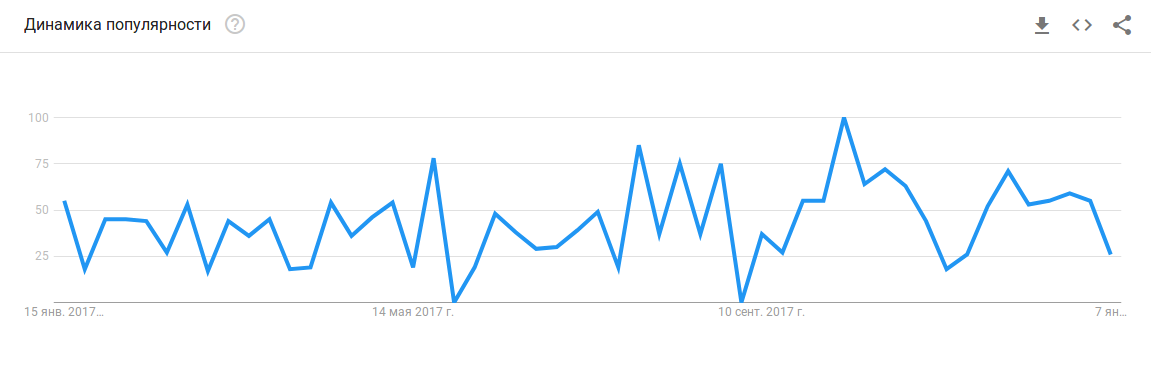 Динамика популярности ?
100
75
50
25
15 янв. 2017…
14 мая 2017 г.
10 сент. 2017 г.
7 ян…